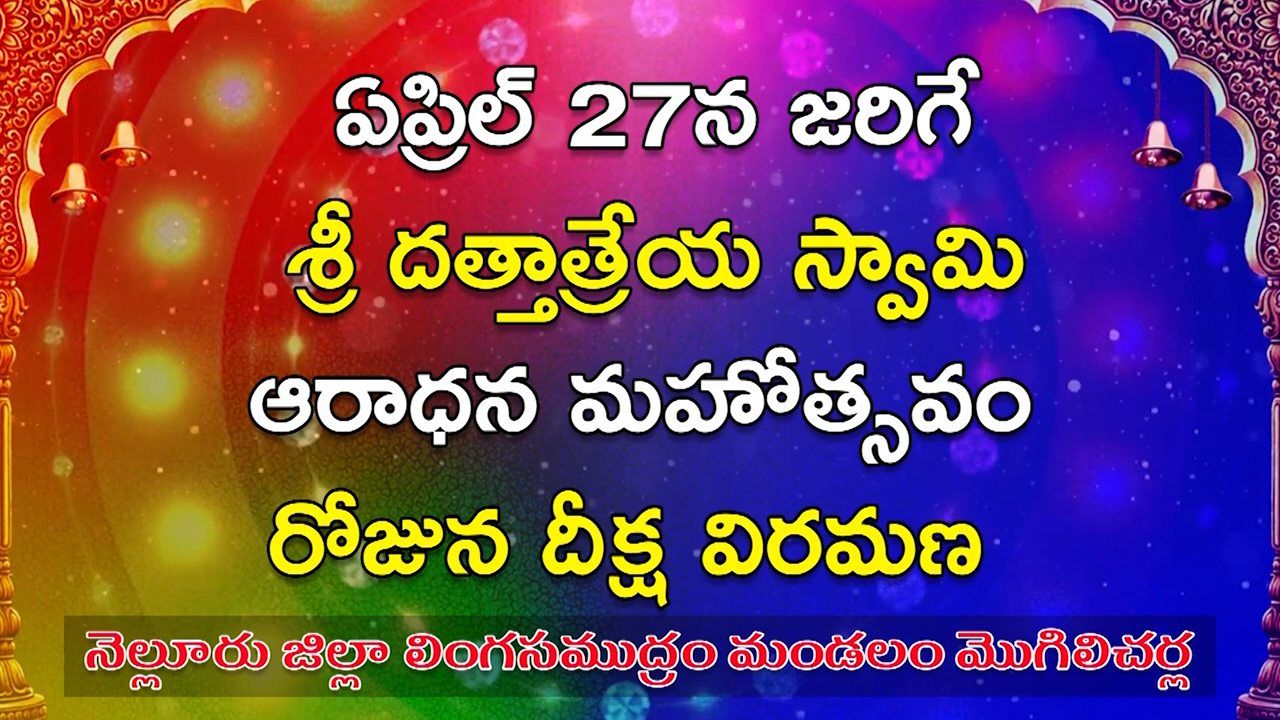 ఏప్రిల్ 27న జరిగే
శ్రీ దత్తాత్రేయ స్వామి
ఆరాధన మహోత్సవం
రోజున దీక్ష విరమణ
నెల్లూరు జిల్లా లింగసముద్రం మండలం మొగిలిచర్ల